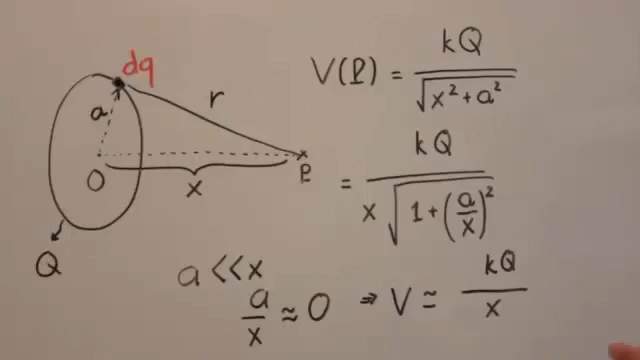 dq
a
r
O
x
P
Q
V(P) = kQ / √(x² + a²)
= kQ / (x √(1 + (a/x)²))
a << x
a/x ≈ 0 ⇒ V ≈ kQ / x